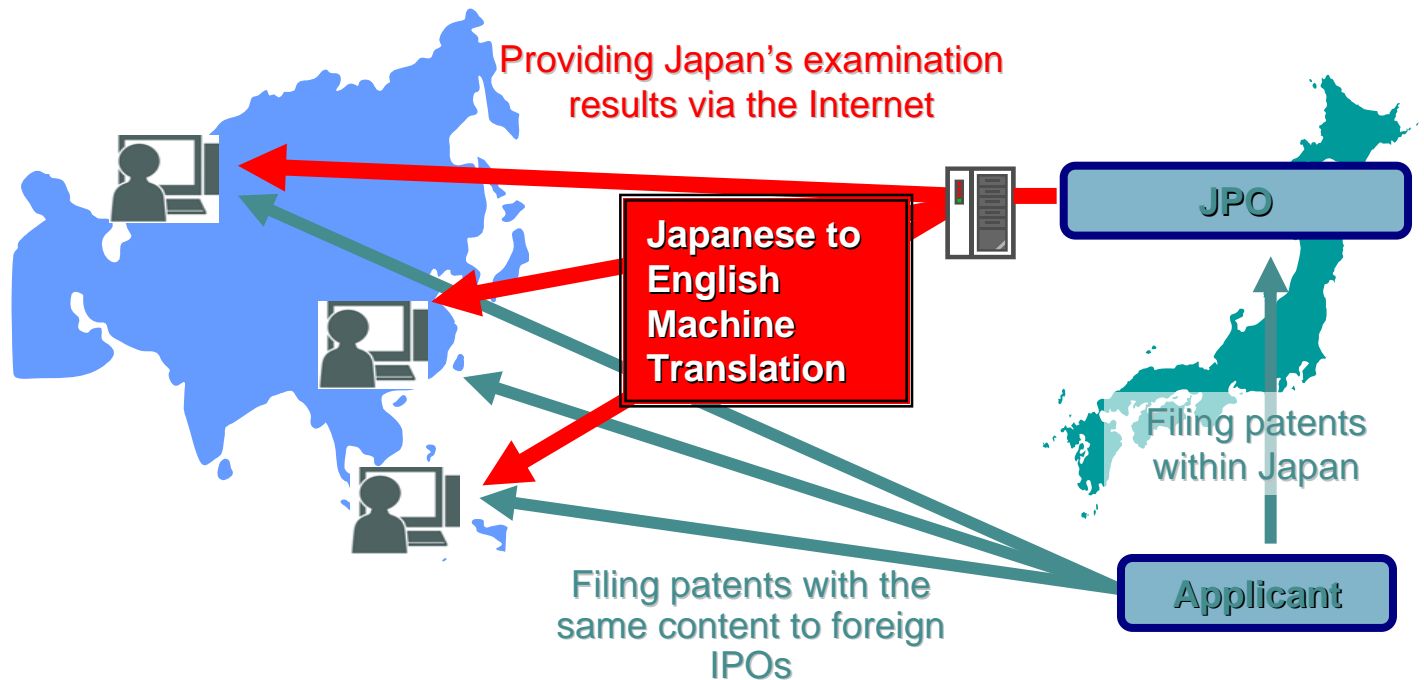 Providing Japan’s examination
results via the Internet
JPO
Japanese to
English
Machine
Translation
Filing patents
within Japan
Filing patents with the
same content to foreign
IPOs
Applicant